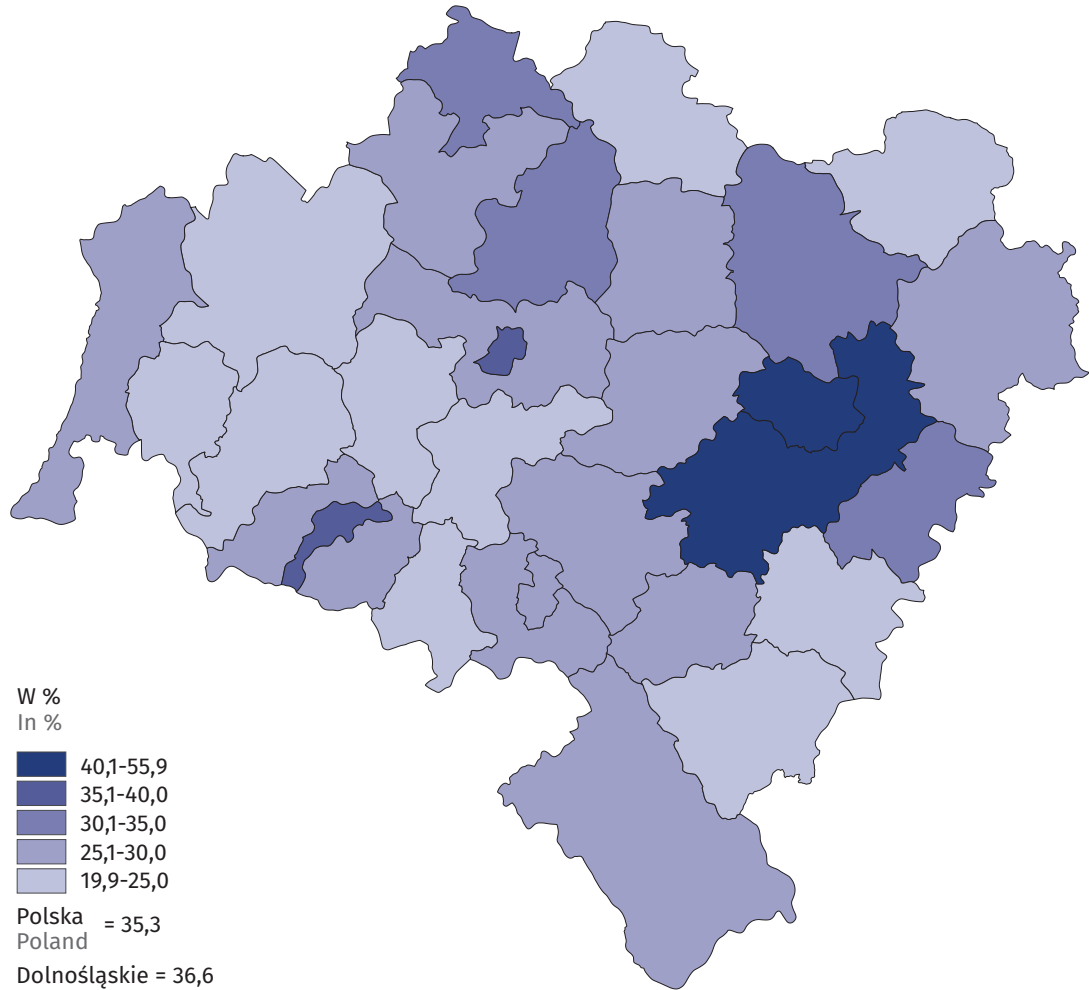 W %
In %
40,1-55,9
35,1-40,0
30,1-35,0
25,1-30,0
19,9-25,0
Polska = 35,3
Poland
Dolnośląskie = 36,6